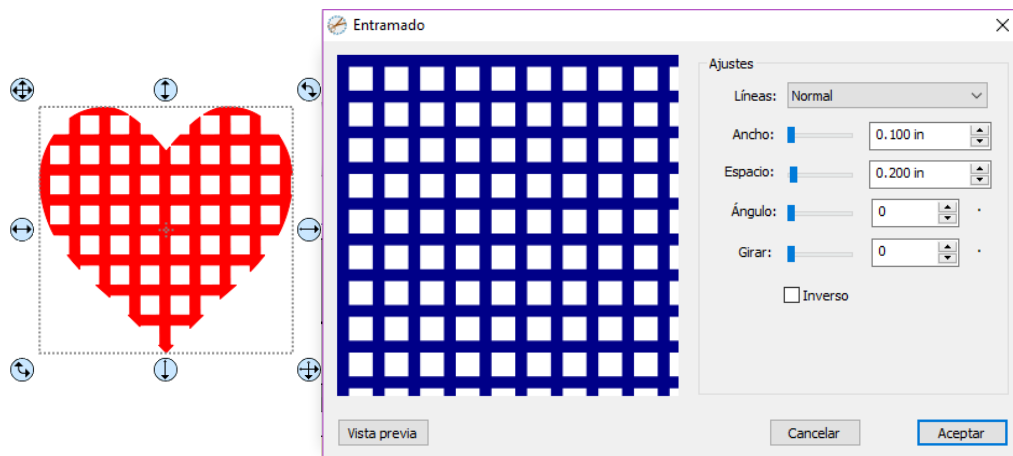 Entramado
Ajustes
Líneas: Normal
Ancho: 0.100 in
Espacio: 0.200 in
Ángulo: 0 °
Girar: 0 °
Inverso
Vista previa
Cancelar
Aceptar